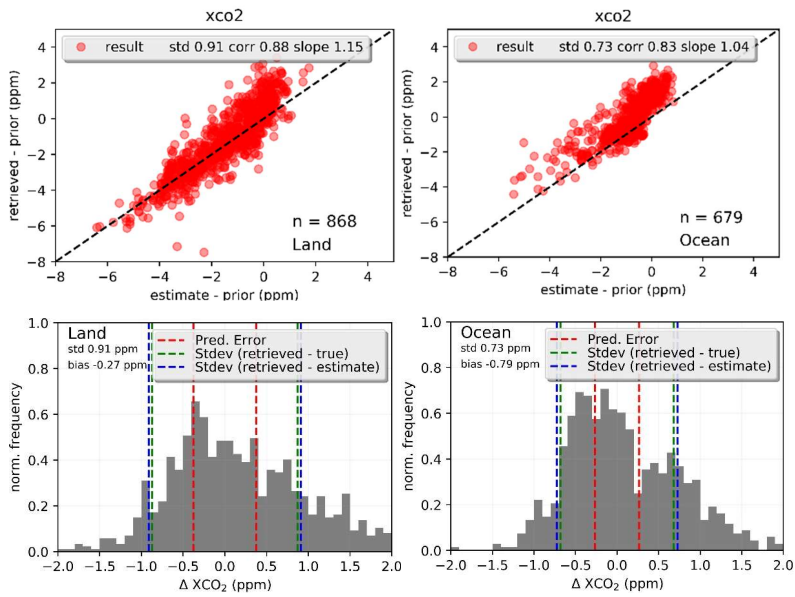 xco2
result std 0.91 corr 0.88 slope 1.15
4
2
0
−2
−4
−6
−8
retrieved - prior (ppm)
n = 868
Land
−8 −6 −4 −2 0 2 4
estimate - prior (ppm)
xco2
result std 0.73 corr 0.83 slope 1.04
4
2
0
−2
−4
−6
−8
retrieved - prior (ppm)
n = 679
Ocean
−8 −6 −4 −2 0 2 4
estimate - prior (ppm)
Land
std 0.91 ppm
bias -0.27 ppm
Pred. Error
Stdev (retrieved - true)
Stdev (retrieved - estimate)
1.0
0.8
0.6
0.4
0.2
0.0
norm. frequency
−2.0 −1.5 −1.0 −0.5 0.0 0.5 1.0 1.5 2.0
Δ XCO₂ (ppm)
Ocean
std 0.73 ppm
bias -0.79 ppm
Pred. Error
Stdev (retrieved - true)
Stdev (retrieved - estimate)
1.0
0.8
0.6
0.4
0.2
0.0
norm. frequency
−2.0 −1.5 −1.0 −0.5 0.0 0.5 1.0 1.5 2.0
Δ XCO₂ (ppm)